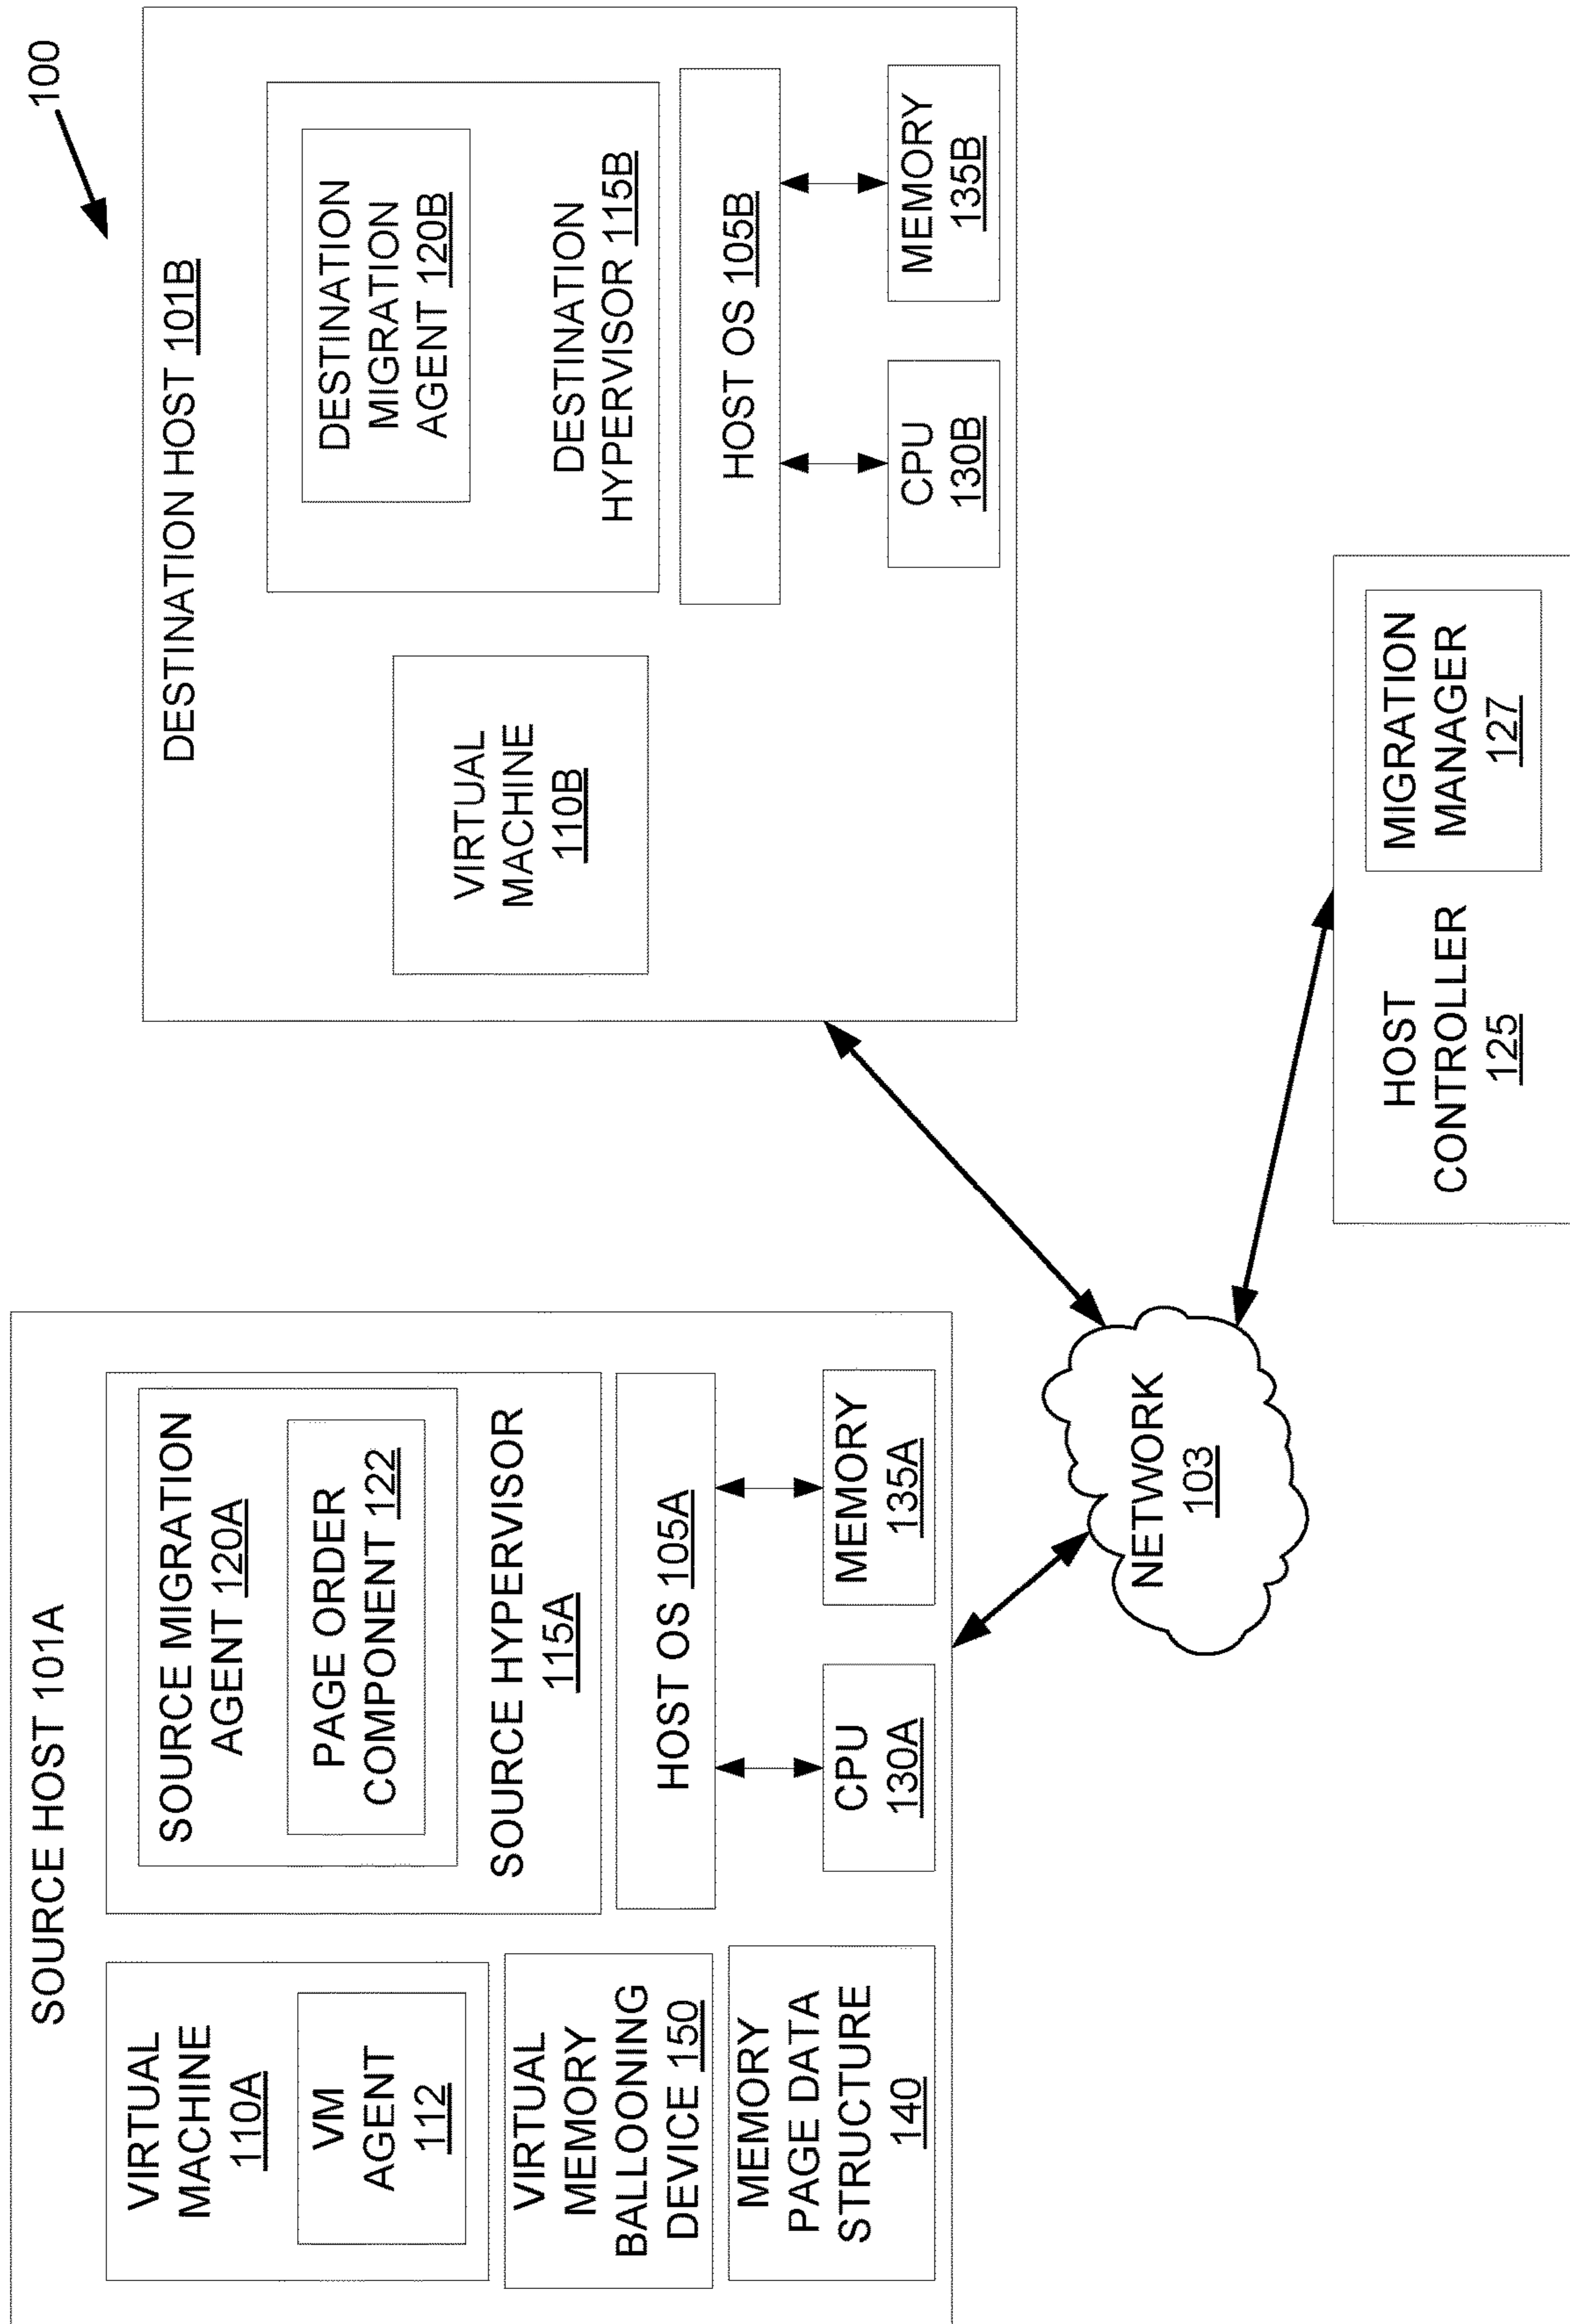 100
SOURCE HOST 101A
VIRTUAL
MACHINE
110A
VM
AGENT
112
VIRTUAL
MEMORY
BALLOONING
DEVICE 150
MEMORY
PAGE DATA
STRUCTURE
140
SOURCE MIGRATION
AGENT 120A
PAGE ORDER
COMPONENT 122
SOURCE HYPERVISOR
115A
HOST OS 105A
CPU
130A
MEMORY
135A
NETWORK
103
DESTINATION HOST 101B
VIRTUAL
MACHINE
110B
DESTINATION
MIGRATION
AGENT 120B
DESTINATION
HYPERVISOR 115B
HOST OS 105B
CPU
130B
MEMORY
135B
HOST
CONTROLLER
125
MIGRATION
MANAGER
127